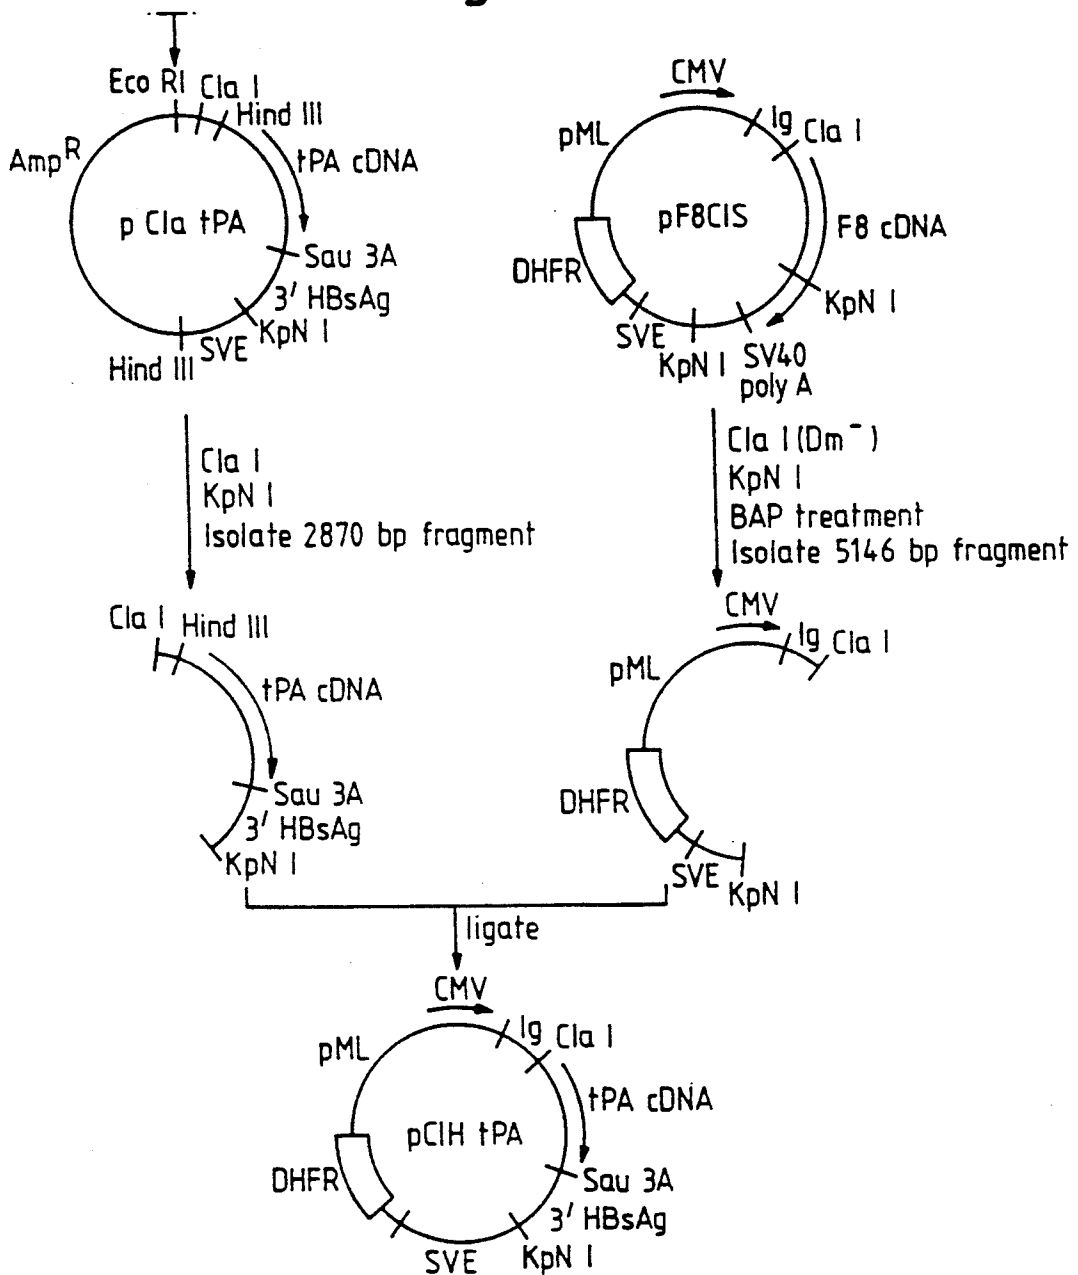 Eco RI
Cla I
Hind III
Amp R
tPA cDNA
p Cla tPA
Sau 3A
3' HBsAg
KpN I
SVE
Hind III
CMV
Ig
Cla I
pML
pF8CIS
F8 cDNA
DHFR
KpN I
SVE
KpN I
SV40
poly A
Cla I
KpN I
Isolate 2870 bp fragment
Cla I (Dm⁻)
KpN I
BAP treatment
Isolate 5146 bp fragment
Cla I
Hind III
tPA cDNA
Sau 3A
3' HBsAg
KpN I
CMV
Ig
Cla I
pML
DHFR
SVE
KpN I
ligate
CMV
Ig
Cla I
pML
tPA cDNA
pCIH tPA
DHFR
Sau 3A
3' HBsAg
KpN I
SVE